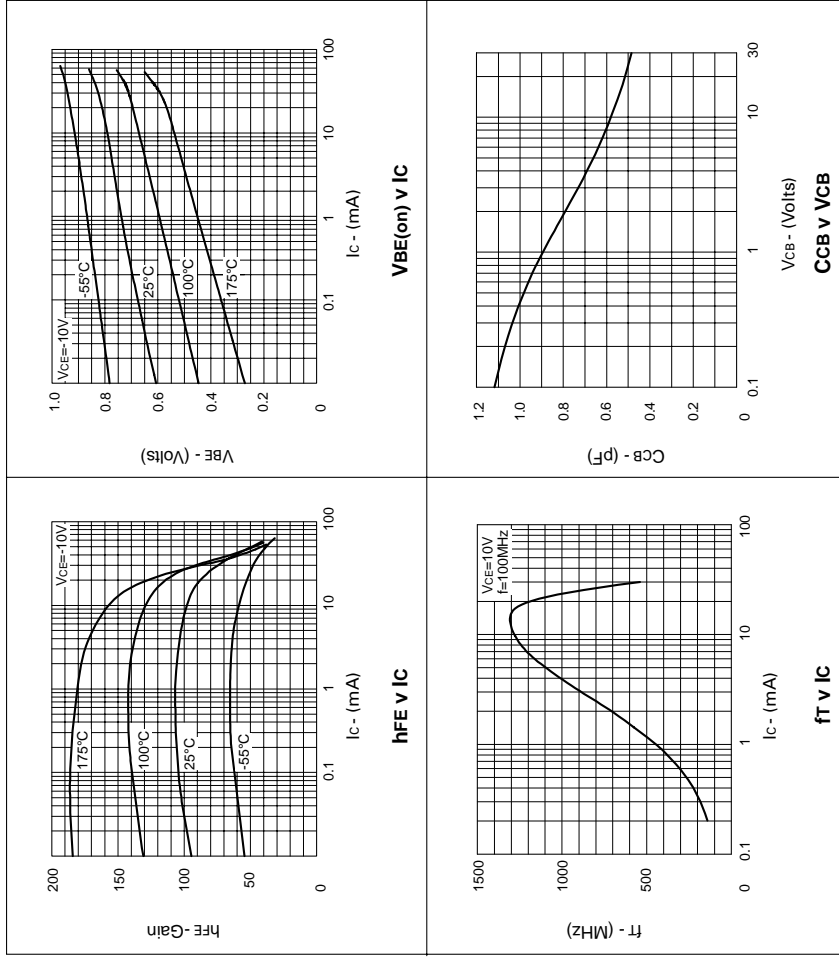 200
150
100
50
0
hFE -Gain
VCE=-10V
175°C
100°C
25°C
-55°C
0.1
1
10
100
IC - (mA)
hFE v IC
1.0
0.8
0.6
0.4
0.2
0
VBE - (Volts)
VCE=-10V
-55°C
25°C
100°C
175°C
0.1
1
10
100
IC - (mA)
VBE(on) v IC
1500
1000
500
0
fT - (MHz)
VCE=10V
f=100MHz
0.1
1
10
100
IC - (mA)
fT v IC
1.2
1.0
0.8
0.6
0.4
0.2
0
CCB - (pF)
0.1
1
10
30
VCB - (Volts)
CCB v VCB